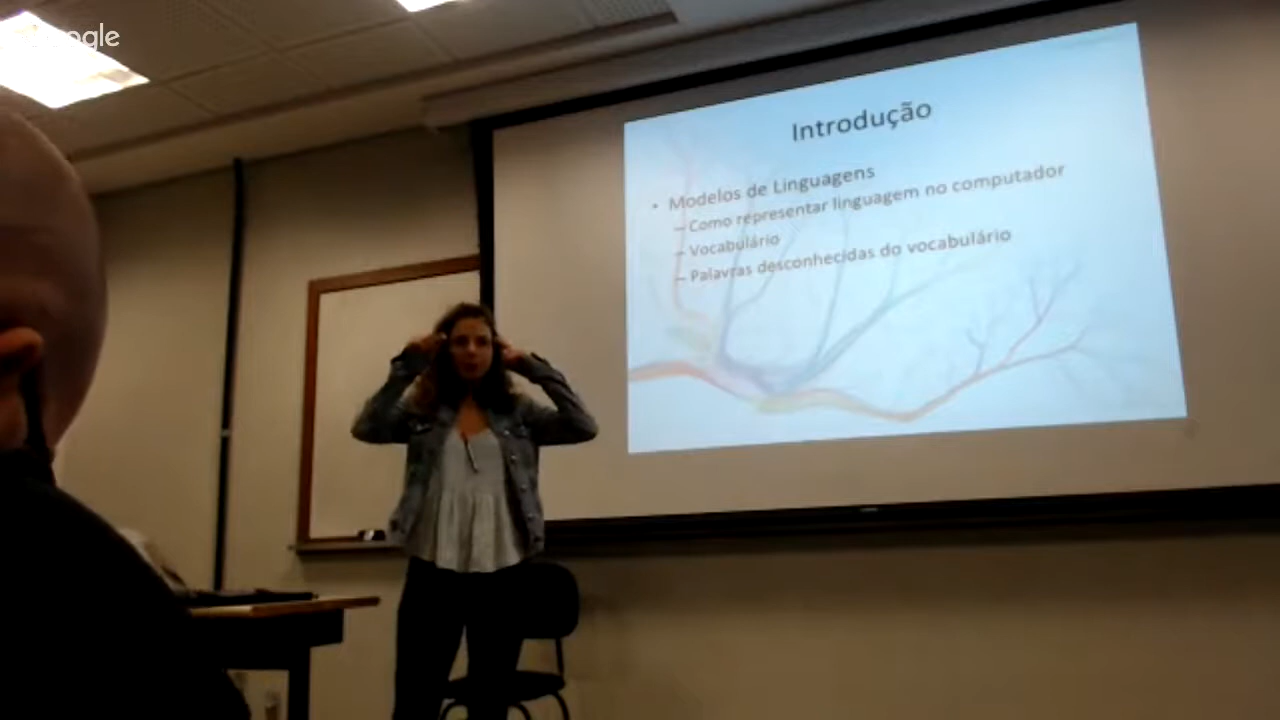 Google
Introdução
• Modelos de Linguagens
– Como representar linguagem no computador
– Vocabulário
– Palavras desconhecidas do vocabulário